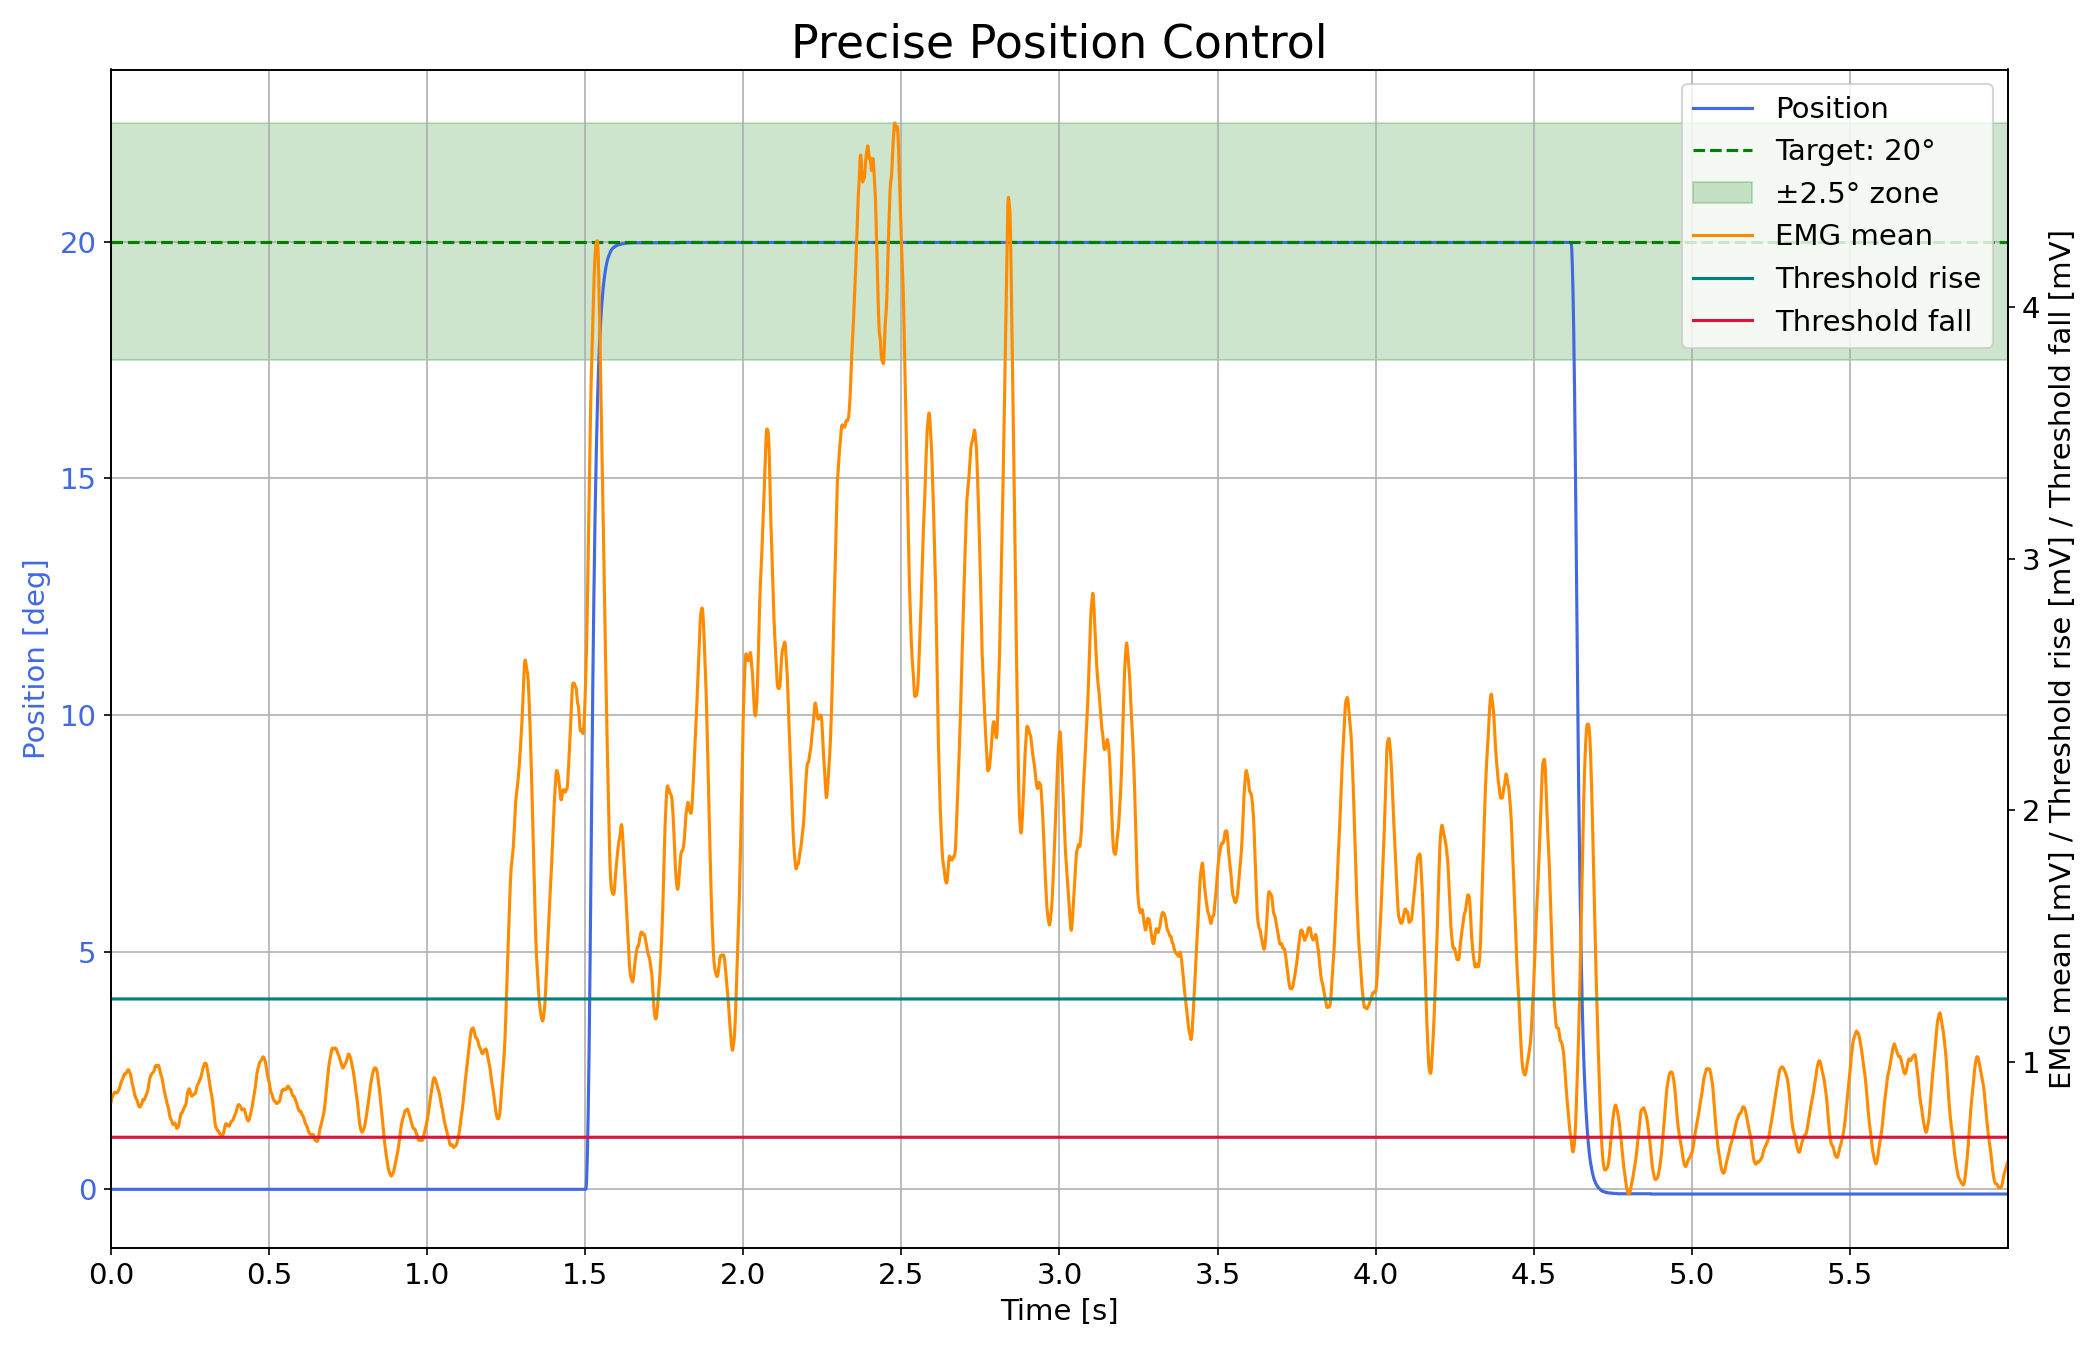 Precise Position Control
Position
Target: 20°
±2.5° zone
EMG mean
Threshold rise
Threshold fall
Position [deg]
20
15
10
5
0
EMG mean [mV] / Threshold rise [mV] / Threshold fall [mV]
4
3
2
1
0.0 0.5 1.0 1.5 2.0 2.5 3.0 3.5 4.0 4.5 5.0 5.5
Time [s]